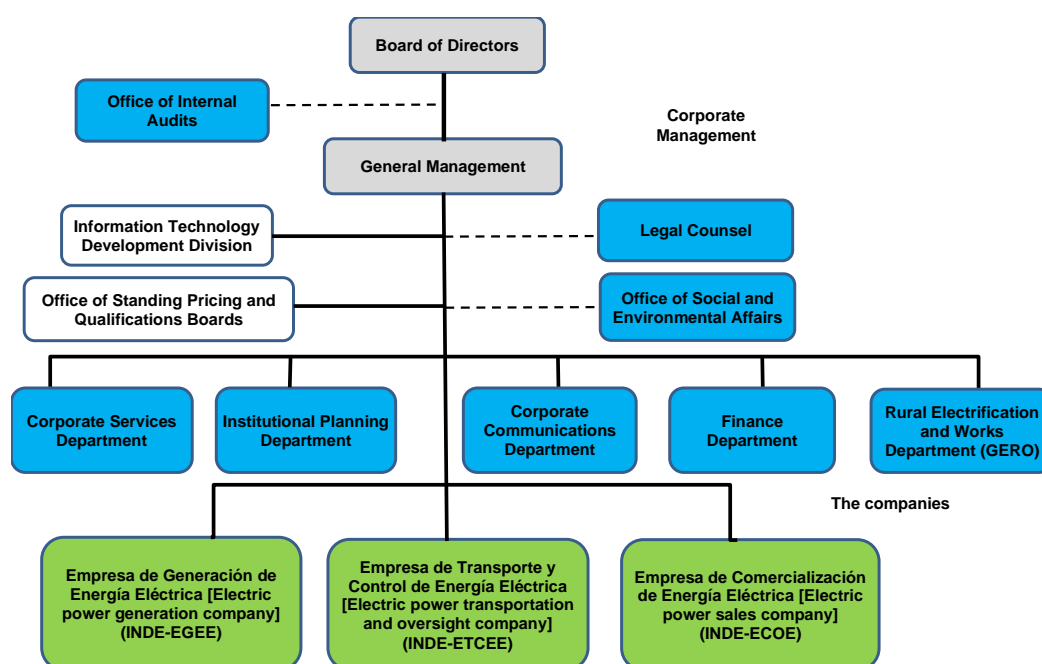 Board of Directors
Office of Internal
Audits
Corporate
Management
General Management
Information Technology
Development Division
Legal Counsel
Office of Standing Pricing and
Qualifications Boards
Office of Social and
Environmental Affairs
Corporate Services
Department
Institutional Planning
Department
Corporate
Communications
Department
Finance
Department
Rural Electrification
and Works
Department (GERO)
The companies
Empresa de Generación de
Energía Eléctrica [Electric
power generation company]
(INDE-EGEE)
Empresa de Transporte y
Control de Energía Eléctrica
[Electric power transportation
and oversight company]
(INDE-ETCEE)
Empresa de Comercialización
de Energía Eléctrica [Electric
power sales company]
(INDE-ECOE)